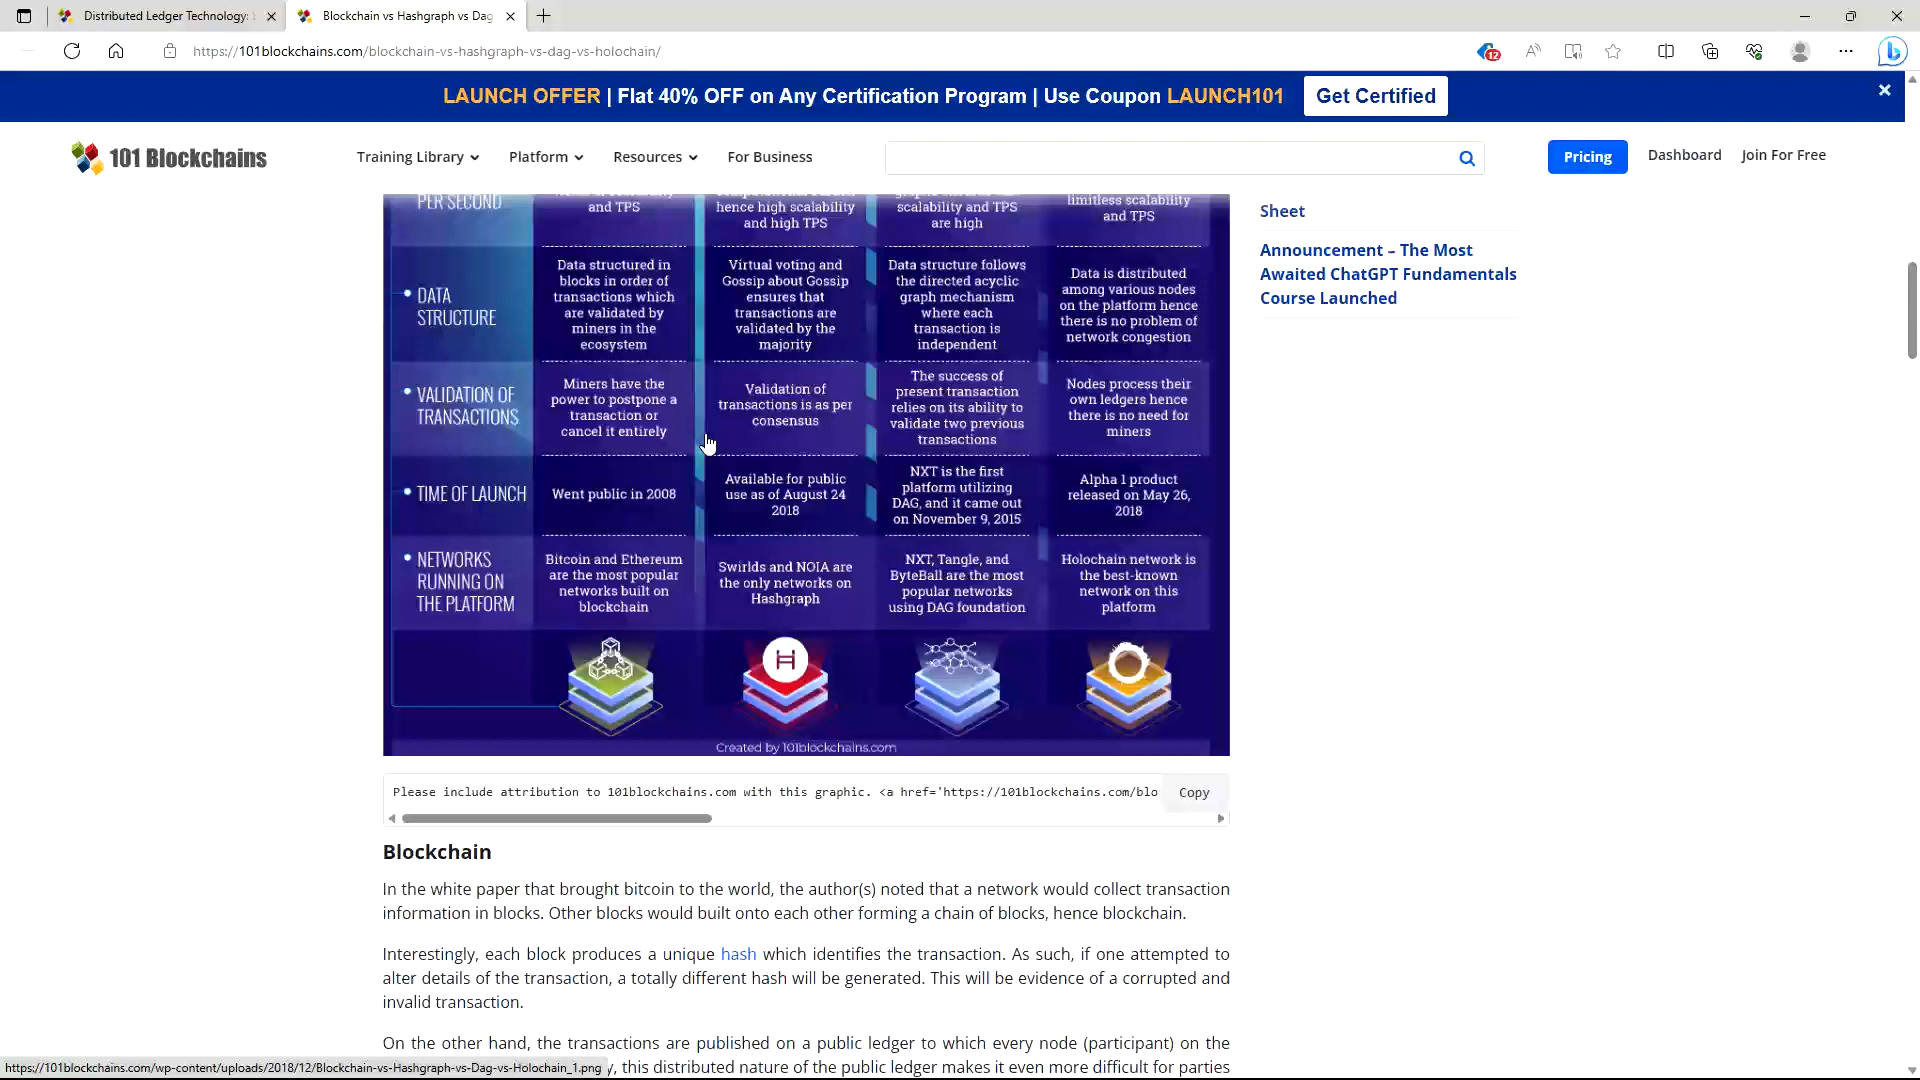 Distributed Ledger Technology:
Blockchain vs Hashgraph vs Dag
https://101blockchains.com/blockchain-vs-hashgraph-vs-dag-vs-holochain/
12
LAUNCH OFFER | Flat 40% OFF on Any Certification Program | Use Coupon LAUNCH101
Get Certified
101 Blockchains
Training Library
Platform
Resources
For Business
Pricing
Dashboard
Join For Free
PER SECOND
and TPS
hence high scalability
and high TPS
scalability and TPS
are high
limitless scalability
and TPS
DATA
STRUCTURE
Data structured in
blocks in order of
transactions which
are validated by
miners in the
ecosystem
Virtual voting and
Gossip about Gossip
ensures that
transactions are
validated by the
majority
Data structure follows
the directed acyclic
graph mechanism
where each
transaction is
independent
Data is distributed
among various nodes
on the platform hence
there is no problem of
network congestion
VALIDATION OF
TRANSACTIONS
Miners have the
power to postpone a
transaction or
cancel it entirely
Validation of
transactions is as per
consensus
The success of
present transaction
relies on its ability to
validate two previous
transactions
Nodes process their
own ledgers hence
there is no need for
miners
TIME OF LAUNCH
Went public in 2008
Available for public
use as of August 24
2018
NXT is the first
platform utilizing
DAG, and it came out
on November 9, 2015
Alpha 1 product
released on May 26,
2018
NETWORKS
RUNNING ON
THE PLATFORM
Bitcoin and Ethereum
are the most popular
networks built on
blockchain
Swirlds and NOIA are
the only networks on
Hashgraph
NXT, Tangle, and
ByteBall are the most
popular networks
using DAG foundation
Holochain network is
the best-known
network on this
platform
Created by 101blockchains.com
Sheet
Announcement – The Most
Awaited ChatGPT Fundamentals
Course Launched
Please include attribution to 101blockchains.com with this graphic. <a href='https://101blockchains.com/blo
Copy
Blockchain
In the white paper that brought bitcoin to the world, the author(s) noted that a network would collect transaction
information in blocks. Other blocks would built onto each other forming a chain of blocks, hence blockchain.
Interestingly, each block produces a unique hash which identifies the transaction. As such, if one attempted to
alter details of the transaction, a totally different hash will be generated. This will be evidence of a corrupted and
invalid transaction.
On the other hand, the transactions are published on a public ledger to which every node (participant) on the
y, this distributed nature of the public ledger makes it even more difficult for parties
https://101blockchains.com/wp-content/uploads/2018/12/Blockchain-vs-Hashgraph-vs-Dag-vs-Holochain_1.png